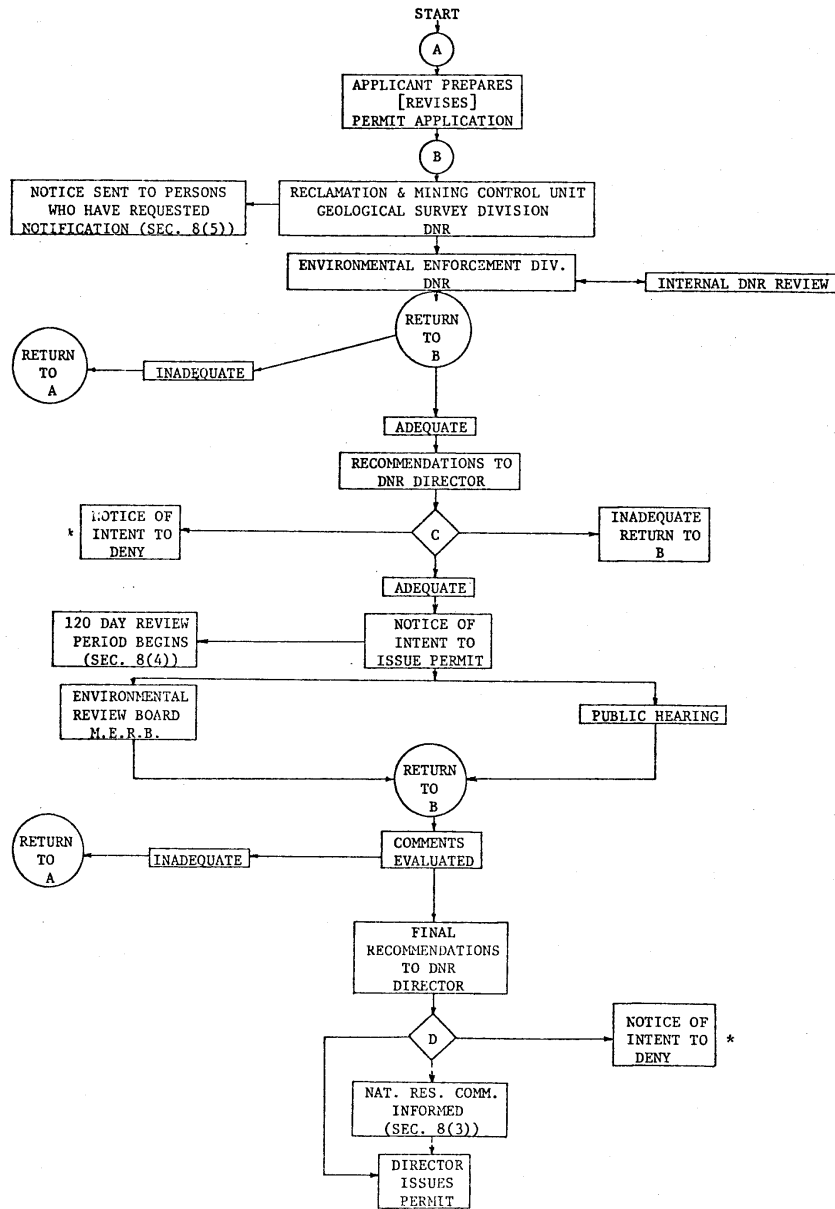 START
A
APPLICANT PREPARES
[REVISES]
PERMIT APPLICATION
B
NOTICE SENT TO PERSONS
WHO HAVE REQUESTED
NOTIFICATION (SEC. 8(5))
RECLAMATION & MINING CONTROL UNIT
GEOLOGICAL SURVEY DIVISION
DNR
ENVIRONMENTAL ENFORCEMENT DIV.
DNR
INTERNAL DNR REVIEW
RETURN
TO
B
RETURN
TO
A
INADEQUATE
ADEQUATE
RECOMMENDATIONS TO
DNR DIRECTOR
* NOTICE OF
INTENT TO
DENY
C
INADEQUATE
RETURN TO
B
ADEQUATE
120 DAY REVIEW
PERIOD BEGINS
(SEC. 8(4))
NOTICE OF
INTENT TO
ISSUE PERMIT
ENVIRONMENTAL
REVIEW BOARD
M.E.R.B.
PUBLIC HEARING
RETURN
TO
B
RETURN
TO
A
INADEQUATE
COMMENTS
EVALUATED
FINAL
RECOMMENDATIONS
TO DNR
DIRECTOR
D
NOTICE OF
INTENT TO *
DENY
NAT. RES. COMM.
INFORMED
(SEC. 8(3))
DIRECTOR
ISSUES
PERMIT